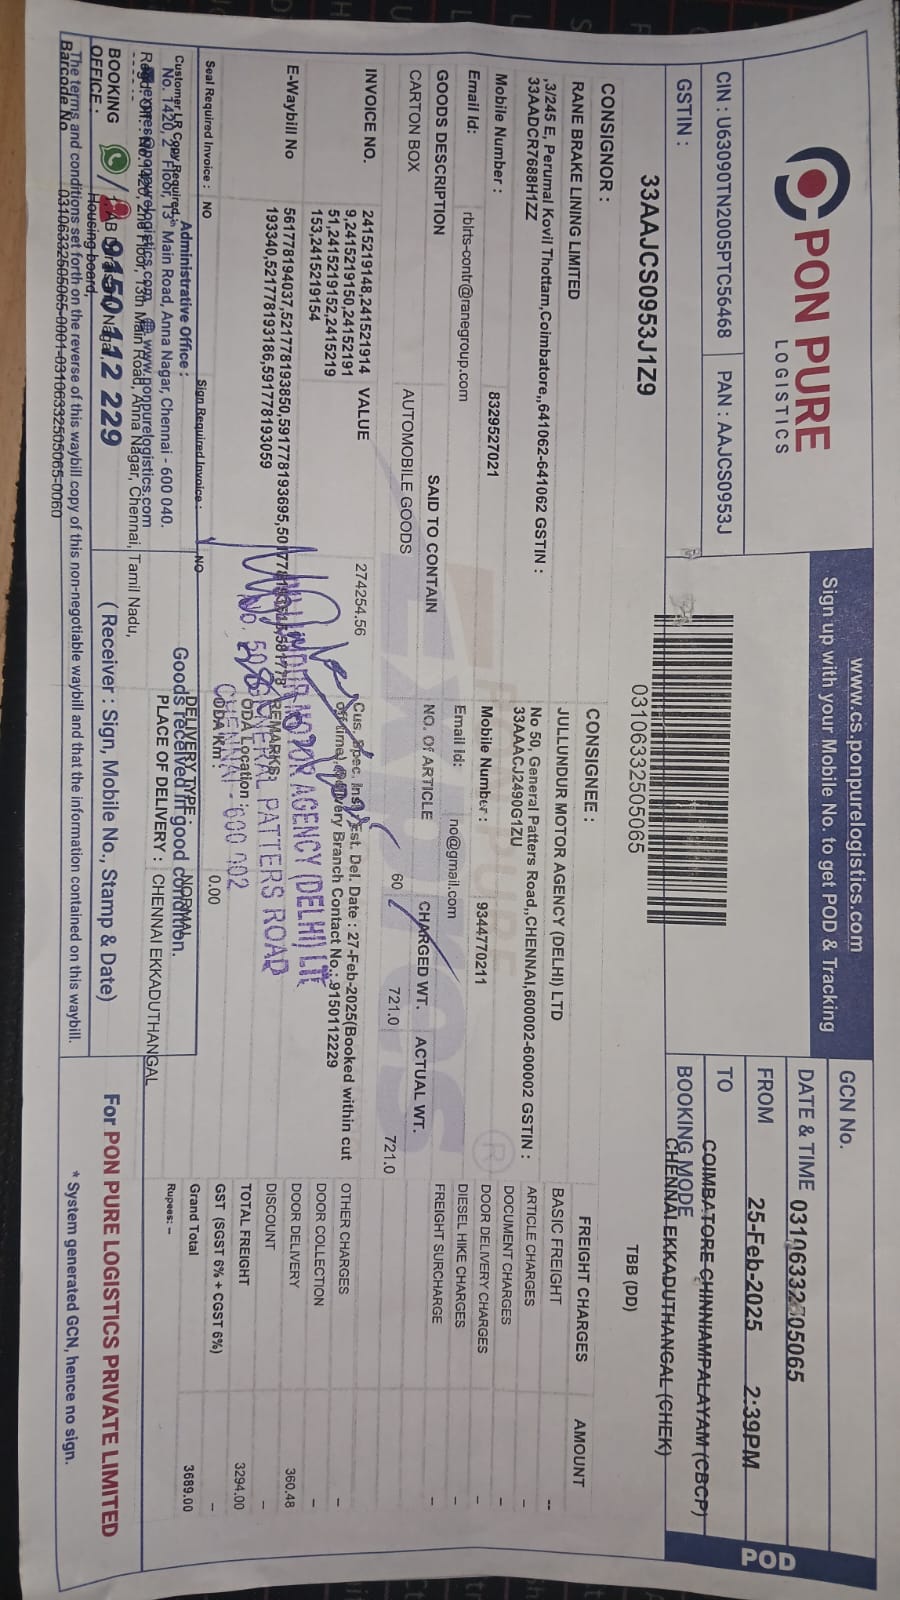 PON PURE
LOGISTICS
www.cs.ponpurelogistics.com
Sign up with your Mobile No. to get POD & Tracking
CIN : U63090TN2005PTC56468
PAN : AAJCS0953J
GSTIN :
33AAJCS0953J1Z9
03106332505065
GCN No.
DATE & TIME 03106332505065
FROM 25-Feb-2025 2:39PM
TO
COIMBATORE CHINNIAMPALAYAM (CBCP)
BOOKING MODE
CHENNAI EKKADUTHANGAL (CHEK)
TBB (DD)
POD
CONSIGNOR :
RANE BRAKE LINING LIMITED
,3/245 E, Perumal Kovil Thottam,Coimbatore,,641062-641062 GSTIN :
33AADCR7688H1ZZ
Mobile Number : 8329527021
Email Id: rblrts-contr@ranegroup.com
CONSIGNEE :
JULLUNDUR MOTOR AGENCY (DELHI) LTD
No 50, General Patters Road,,CHENNAI,600002-600002 GSTIN :
33AAACJ2490G1ZU
Mobile Number : 9344770211
Email Id: no@gmail.com
GOODS DESCRIPTION SAID TO CONTAIN NO. Of ARTICLE CHARGED WT. ACTUAL WT.
CARTON BOX AUTOMOBILE GOODS 60 721.0 721.0
INVOICE NO. 2415219148,241521914
9,2415219150,24152191
51,2415219152,2415219
153,2415219154
VALUE 274254.56
Est. Del. Date : 27-Feb-2025(Booked within cut
Branch Contact No : 9150112229
E-Waybill No
193340,521778193186,591778193059
REMARKS:
ODA Location :
ODA Km : 0.00
JULLUNDUR MOTOR AGENCY (DELHI) LTD
No. 50, GENERAL PATTERS ROAD
CHENNAI - 600 002
Seal Required Invoice : NO
Sign Required Invoice : NO
Customer LR Copy Required
DELIVERY TYPE : NORMAL
PLACE OF DELIVERY : CHENNAI EKKADUTHANGAL
Administrative Office :
No. 1420, 2nd Floor, 13th Main Road, Anna Nagar, Chennai - 600 040.
www.ponpurelogistics.com
BOOKING
OFFICE :
9150 112 229
Housing board,
Goods received in good condition.
( Receiver : Sign, Mobile No., Stamp & Date)
The terms and conditions set forth on the reverse of this waybill copy of this non-negotiable waybill and that the information contained on this waybill.
Barcode No 03106332505065-0001-03106332505065-0060
FREIGHT CHARGES AMOUNT
BASIC FREIGHT --
ARTICLE CHARGES –
DOCUMENT CHARGES –
DOOR DELIVERY CHARGES –
DIESEL HIKE CHARGES –
FREIGHT SURCHARGE –
OTHER CHARGES –
DOOR COLLECTION –
DOOR DELIVERY 360.48
DISCOUNT –
TOTAL FREIGHT 3294.00
GST (SGST 6% + CGST 6%) –
Grand Total 3689.00
Rupees: –
For PON PURE LOGISTICS PRIVATE LIMITED
* System generated GCN, hence no sign.